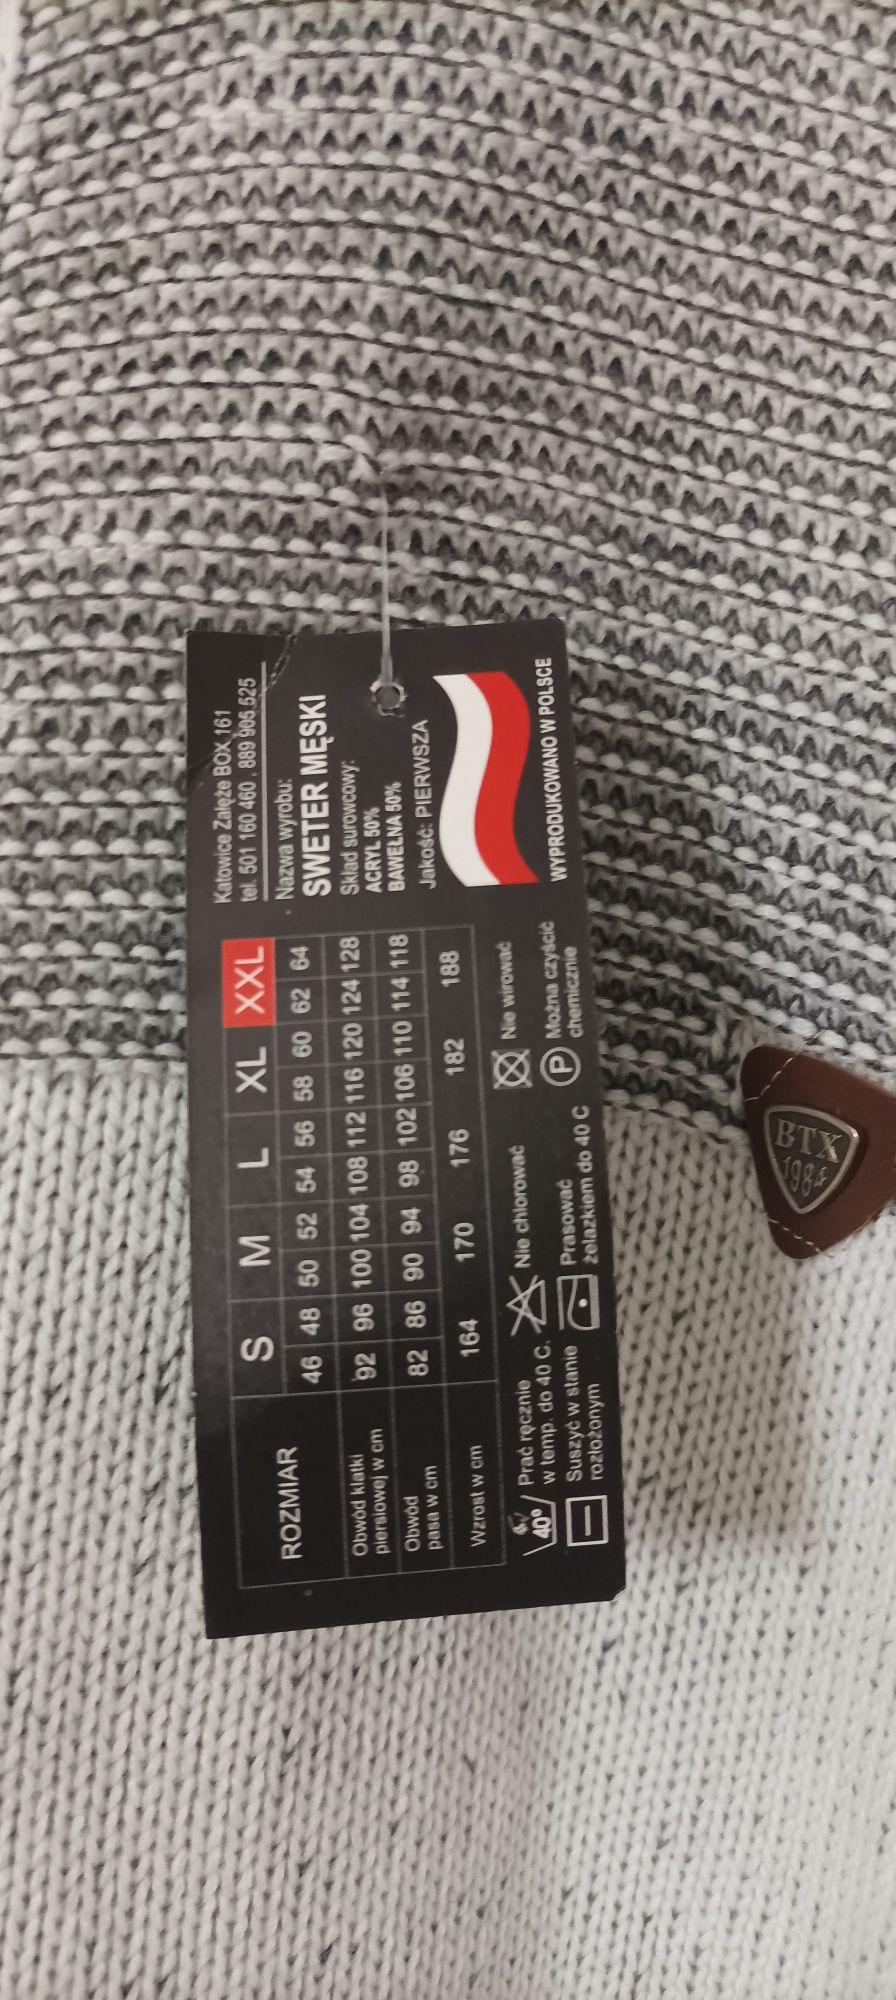 Katowice Załęże BOX 161
tel. 501 160 460 , 889 905 525
Nazwa wyrobu:
SWETER MĘSKI
Skład surowcowy:
ACRYL 50%
BAWEŁNA 50%
Jakość: PIERWSZA
WYPRODUKOWANO W POLSCE
ROZMIAR S M L XL XXL
46 48 50 52 54 56 58 60 62 64
Obwód klatki
piersiowej w cm
92 96 100 104 108 112 116 120 124 128
Obwód
pasa w cm
82 86 90 94 98 102 106 110 114 118
Wzrost w cm 164 170 176 182 188
40°
Prać ręcznie
w temp. do 40 C.
Nie chlorować
Nie wirować
Suszyć w stanie
rozłożonym
Prasować
żelazkiem do 40 C
P
Można czyścić
chemicznie
BTX
1984